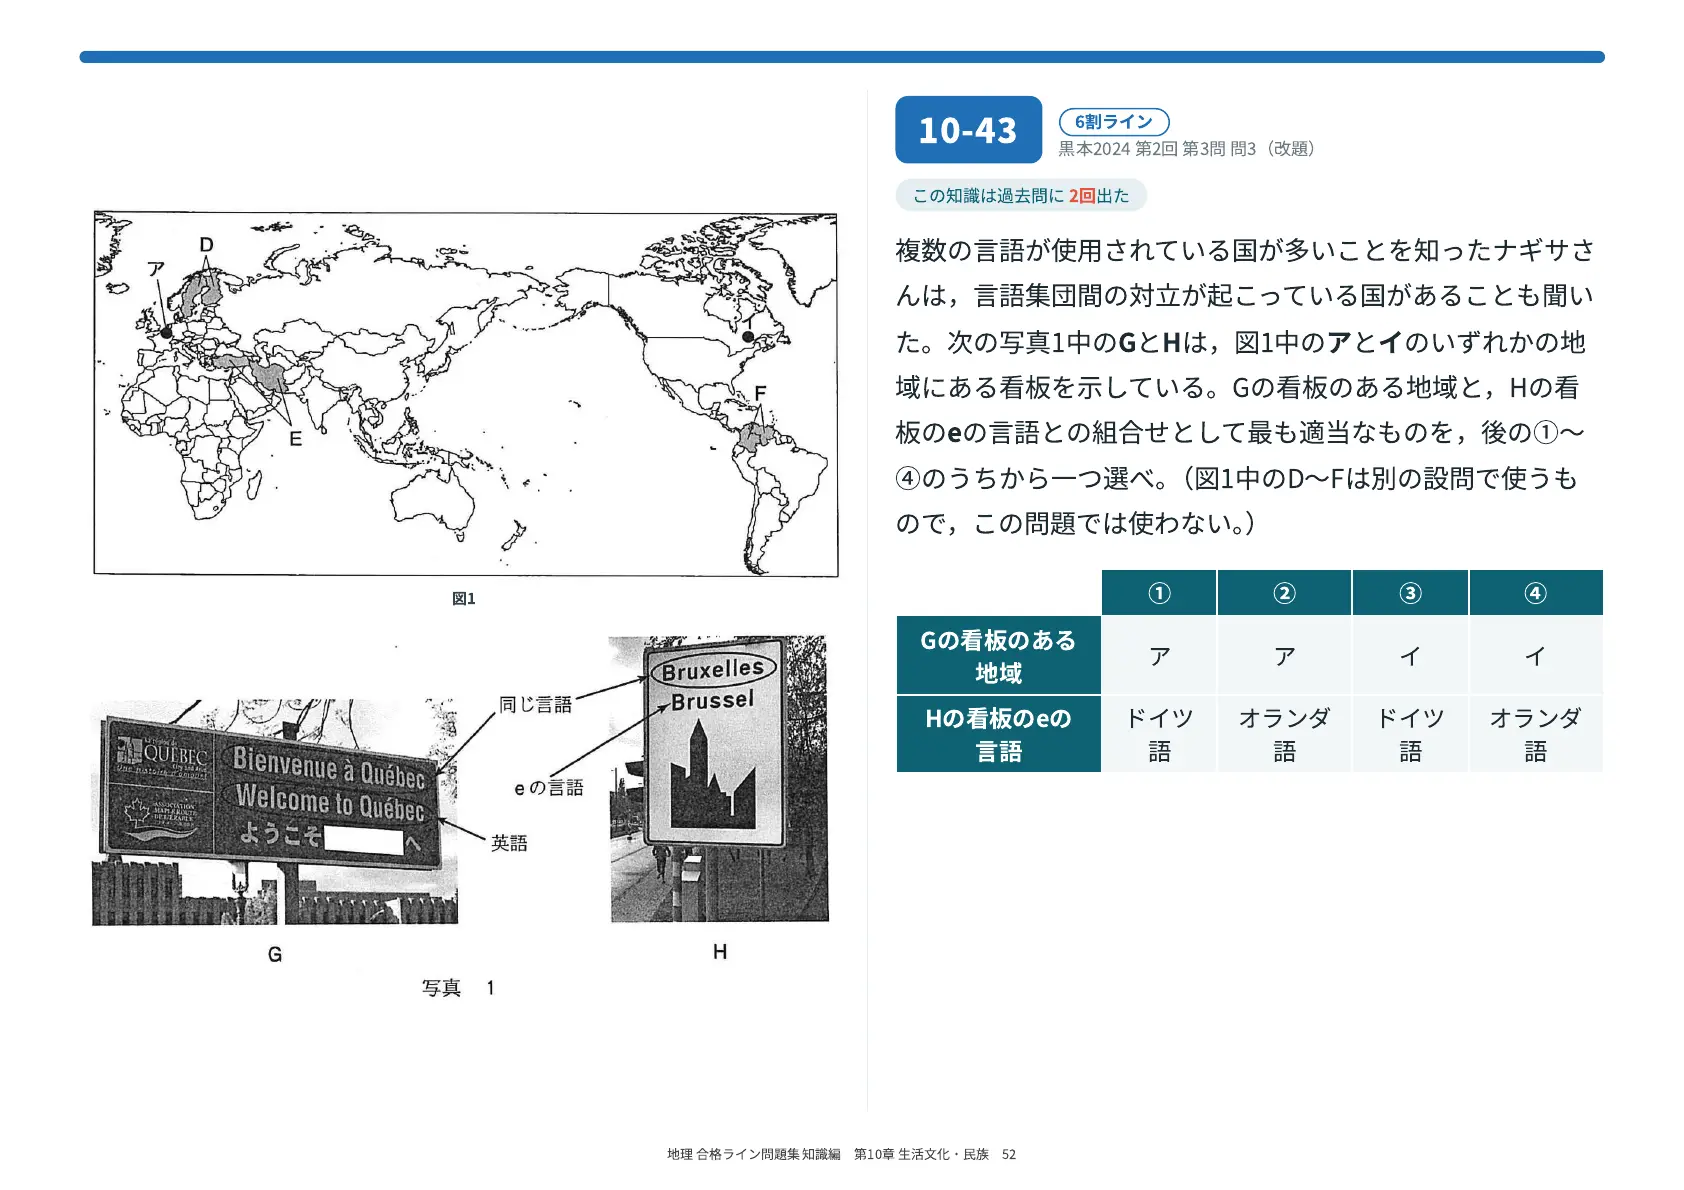 10-43
6割ライン
黒本2024 第2回 第3問 問3（改題）
この知識は過去問に 2回出た
複数の言語が使用されている国が多いことを知ったナギサさ
んは，言語集団間の対立が起こっている国があることも聞い
た。次の写真1中のGとHは，図1中のアとイのいずれかの地
域にある看板を示している。Gの看板のある地域と，Hの看
板のeの言語との組合せとして最も適当なものを，後の①～
④のうちから一つ選べ。（図1中のD～Fは別の設問で使うも
ので，この問題では使わない。）
① ② ③ ④
Gの看板のある
地域
ア ア イ イ
Hの看板のeの
言語
ドイツ語 オランダ語 ドイツ語 オランダ語
D
ア
イ
F
E
図1
同じ言語
eの言語
英語
QUÉBEC
Bienvenue à Québec
Welcome to Québec
ようこそ へ
Bruxelles
Brussel
G
H
写真 1
地理 合格ライン問題集 知識編 第10章 生活文化・民族 52